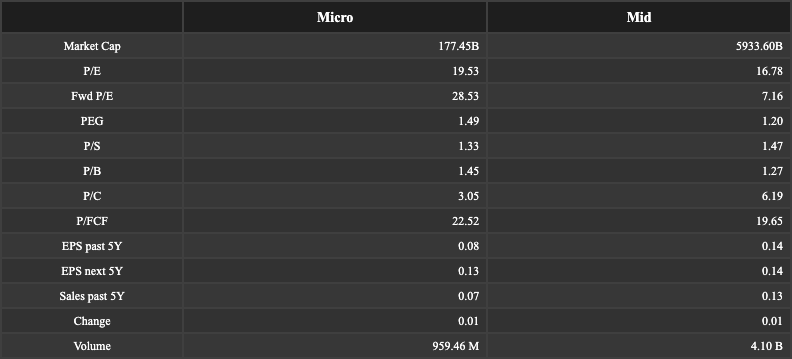 Micro Mid
Market Cap 177.45B 5933.60B
P/E 19.53 16.78
Fwd P/E 28.53 7.16
PEG 1.49 1.20
P/S 1.33 1.47
P/B 1.45 1.27
P/C 3.05 6.19
P/FCF 22.52 19.65
EPS past 5Y 0.08 0.14
EPS next 5Y 0.13 0.14
Sales past 5Y 0.07 0.13
Change 0.01 0.01
Volume 959.46 M 4.10 B